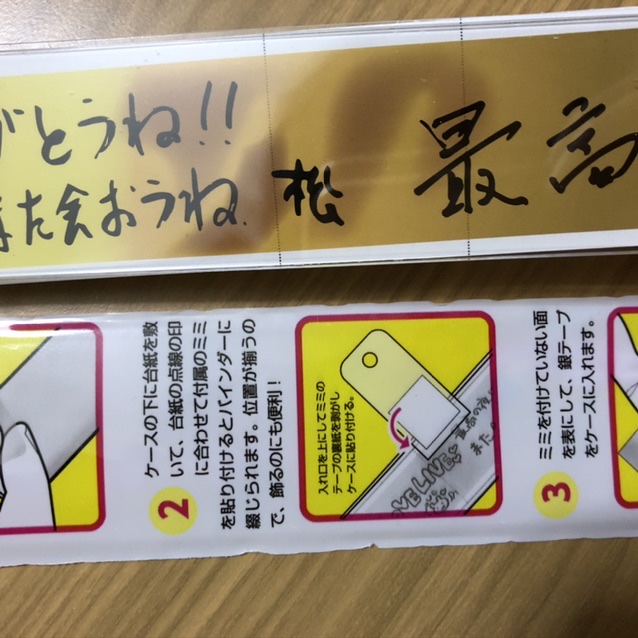 がとうね!!
また会おうね
松
最高
2
ケースの下に台紙を敷
いて、台紙の点線の印
に合わせて付属のミミ
を貼り付けるとバインダーに
綴じられます。位置が揃うの
で、飾るのにも便利！
入れ口を上にしてミミの
テープの裏紙を剥がし
ケースに貼り付ける。
3
ミミを付けていない面
を表にして、銀テープ
をケースに入れます。